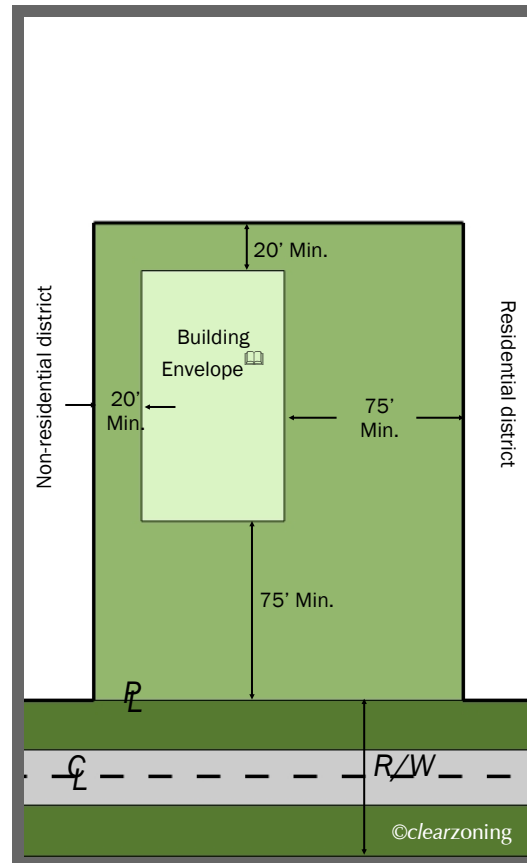 20’ Min.
Building
Envelope
Non-residential district
20’
Min.
75’
Min.
Residential district
75’ Min.
PL
CL
R/W
©clearzoning